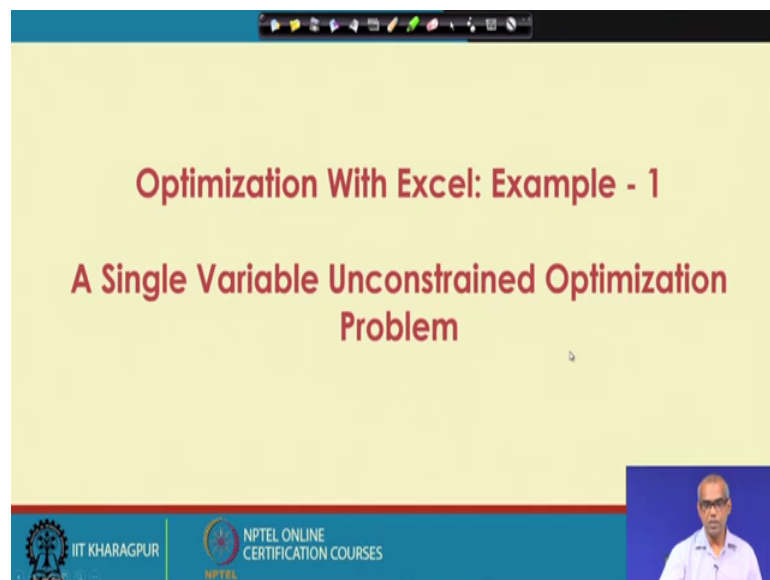 Optimization With Excel: Example - 1
A Single Variable Unconstrained Optimization
Problem
IIT KHARAGPUR
NPTEL ONLINE
CERTIFICATION COURSES
NPTEL